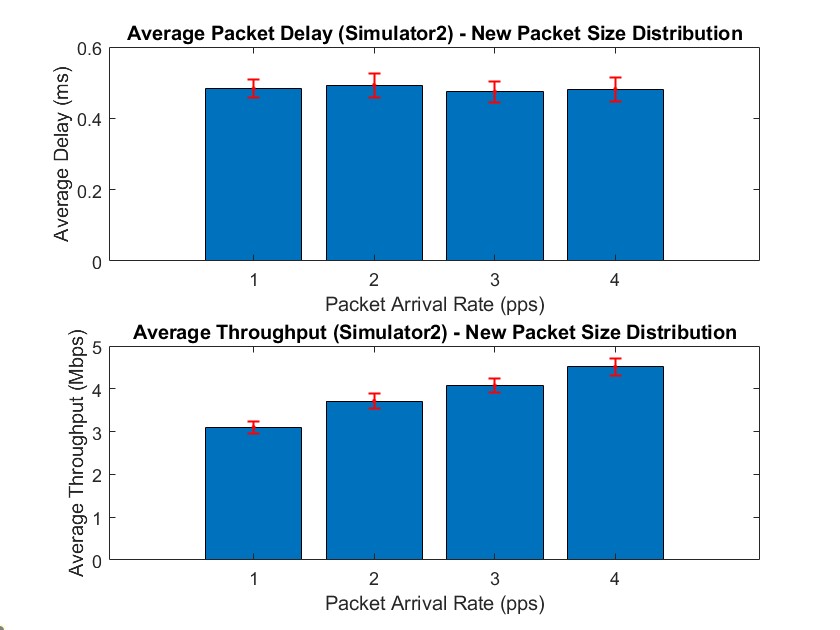 Average Packet Delay (Simulator2) - New Packet Size Distribution
0.6
0.4
0.2
0
Average Delay (ms)
1 2 3 4
Packet Arrival Rate (pps)
Average Throughput (Simulator2) - New Packet Size Distribution
5
4
3
2
1
0
Average Throughput (Mbps)
1 2 3 4
Packet Arrival Rate (pps)